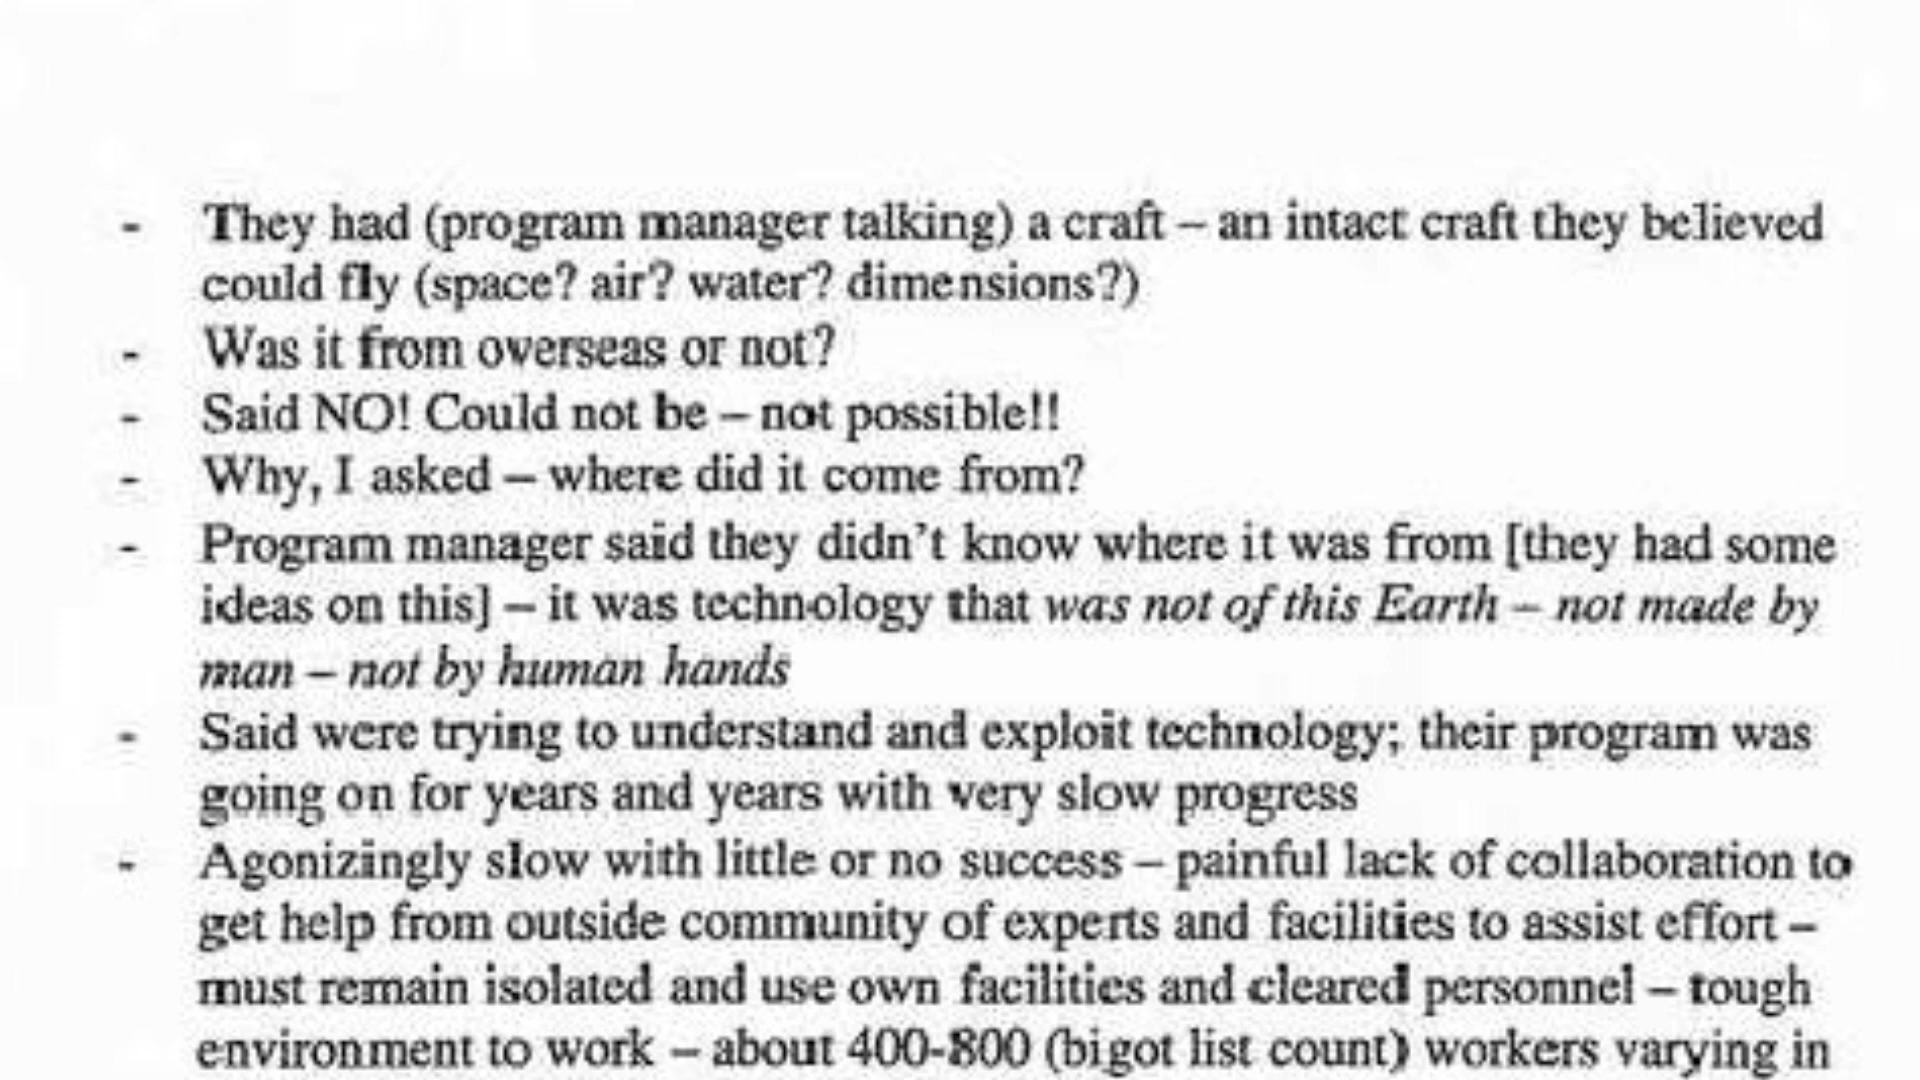 - They had (program manager talking) a craft – an intact craft they believed
could fly (space? air? water? dimensions?)
- Was it from overseas or not?
- Said NO! Could not be – not possible!!
- Why, I asked – where did it come from?
- Program manager said they didn't know where it was from [they had some
ideas on this] – it was technology that was not of this Earth – not made by
man – not by human hands
- Said were trying to understand and exploit technology; their program was
going on for years and years with very slow progress
- Agonizingly slow with little or no success – painful lack of collaboration to
get help from outside community of experts and facilities to assist effort –
must remain isolated and use own facilities and cleared personnel – tough
environment to work – about 400-800 (bigot list count) workers varying in